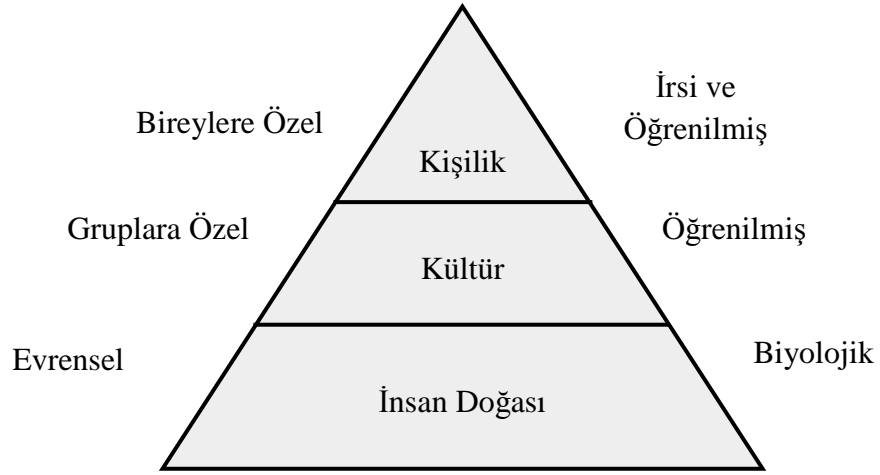 İrsi ve
Öğrenilmiş
Bireylere Özel
Kişilik
Gruplara Özel
Öğrenilmiş
Kültür
Evrensel
Biyolojik
İnsan Doğası